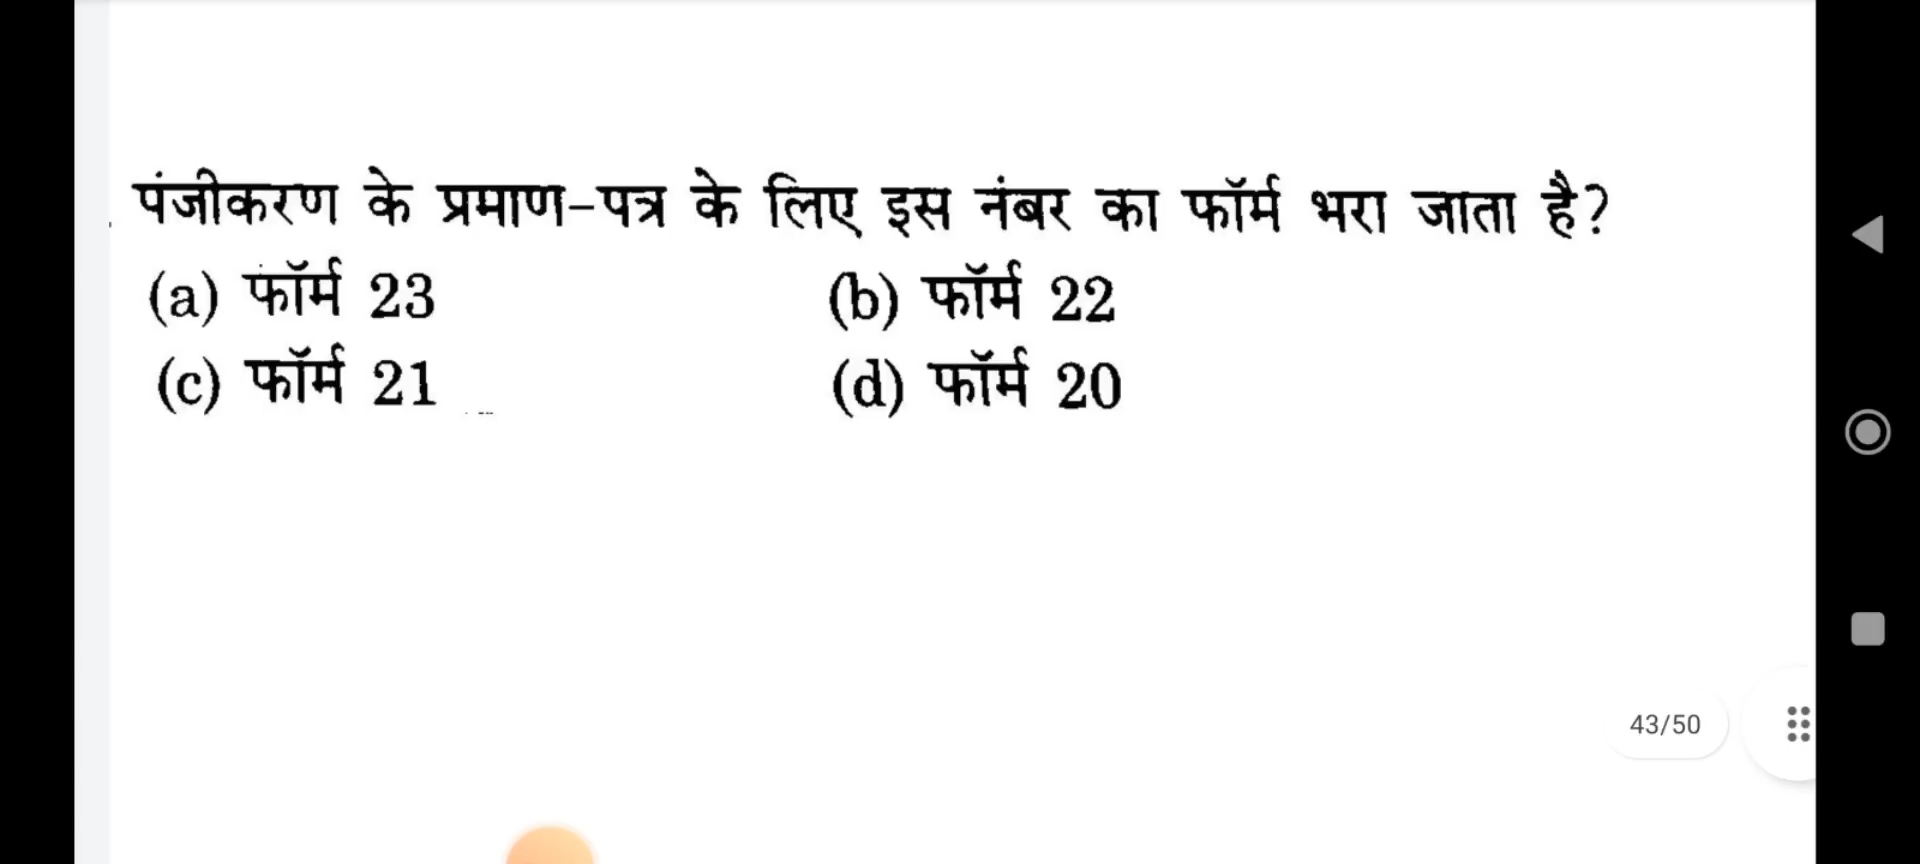 पंजीकरण के प्रमाण-पत्र के लिए इस नंबर का फॉर्म भरा जाता है?
(a) फॉर्म 23 (b) फॉर्म 22
(c) फॉर्म 21 (d) फॉर्म 20
43/50